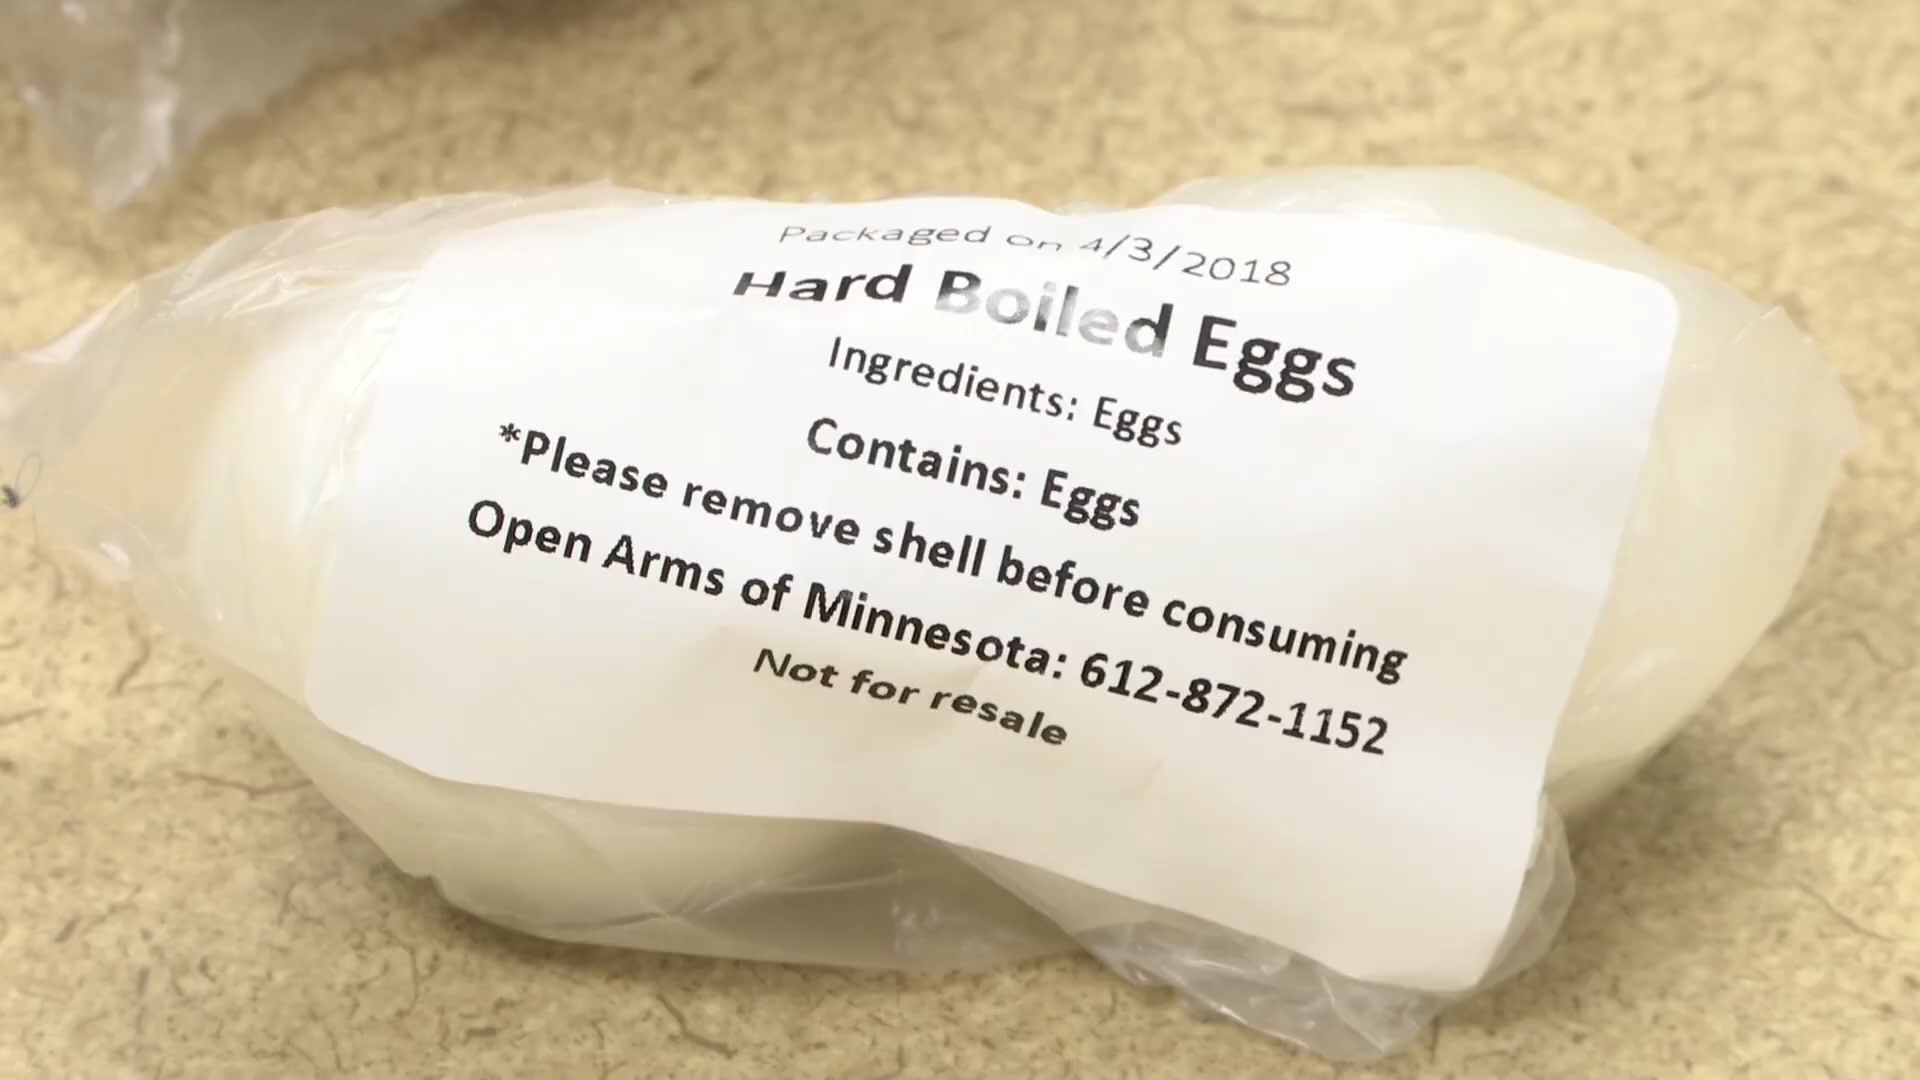 Packaged on 4/3/2018
Hard Boiled Eggs
Ingredients: Eggs
Contains: Eggs
*Please remove shell before consuming
Open Arms of Minnesota: 612-872-1152
Not for resale